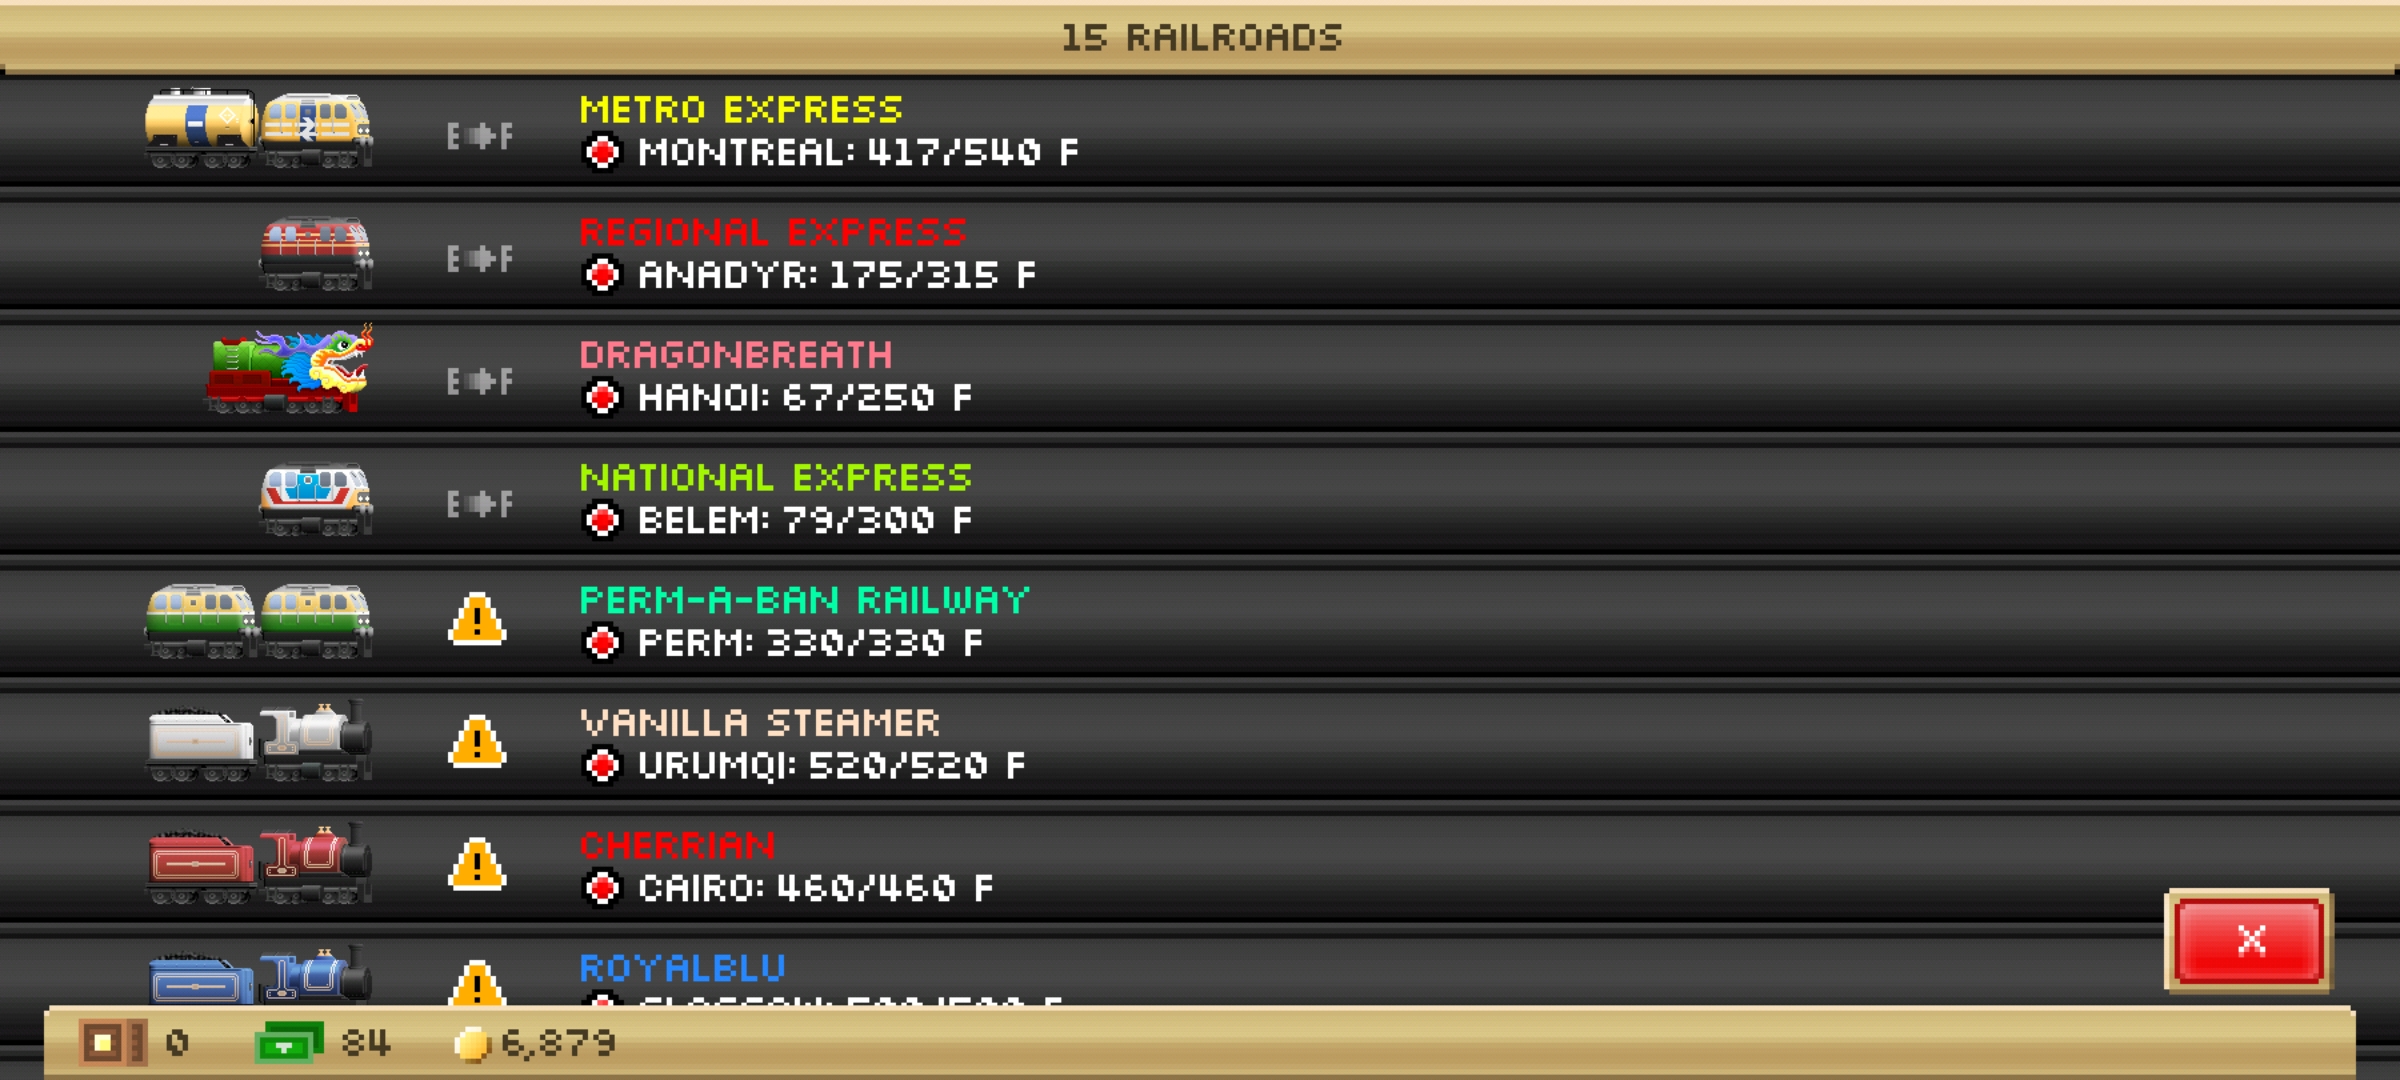 15 RAILROADS
E F
METRO EXPRESS
MONTREAL: 417/540 F
E F
REGIONAL EXPRESS
ANADYR: 175/315 F
E F
DRAGONBREATH
HANOI: 67/250 F
E F
NATIONAL EXPRESS
BELEM: 79/300 F
PERM-A-BAN RAILWAY
PERM: 330/330 F
VANILLA STEAMER
URUMQI: 520/520 F
CHERRIAN
CAIRO: 460/460 F
ROYALBLU
X
0 84 6,879